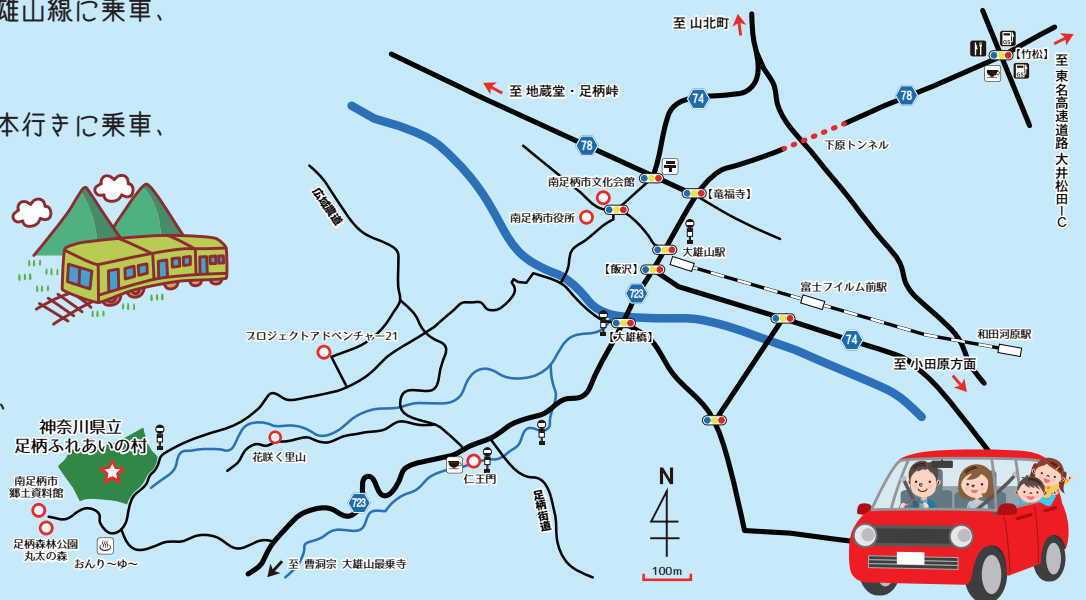 雄山線に乗車、
本行きに乗車、
、
至 山北町
至 地蔵堂・足柄峠
74
78
78
【竹松】
GS
GS
至 東名高速道路 大井松田IC
下原トンネル
南足柄市文化会館
【竜福寺】
南足柄市役所
広域農道
大雄山駅
【飯沢】
富士フイルム前駅
723
【大雄橋】
プロジェクトアドベンチャー21
74
和田河原駅
至 小田原方面
神奈川県立
足柄ふれあいの村
花咲く里山
南足柄市
郷土資料館
仁王門
723
足柄街道
N
足柄森林公園
丸太の森
おんり〜ゆ〜
至 曹洞宗 大雄山最乗寺
100m